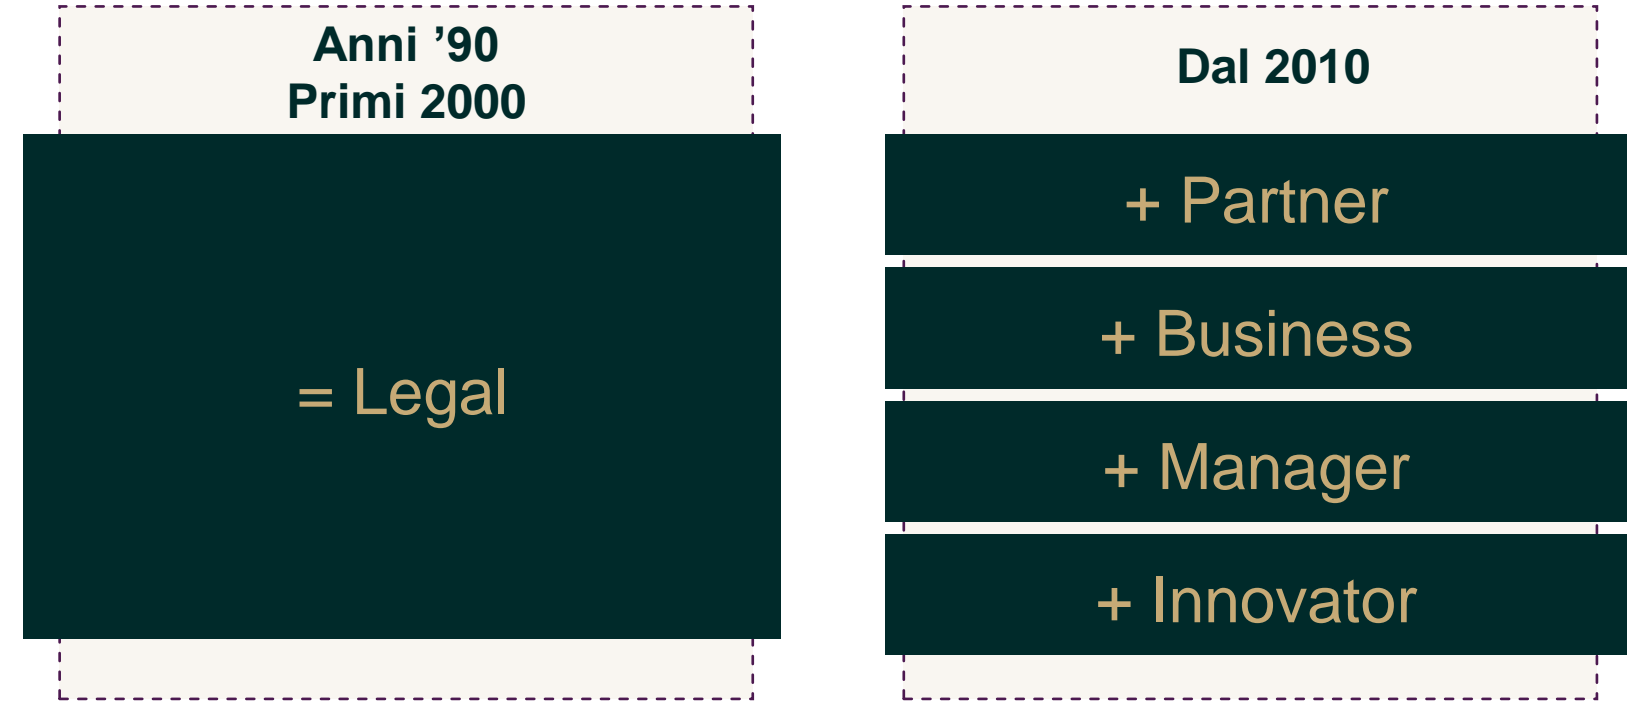 Anni ’90
Primi 2000
= Legal
Dal 2010
+ Partner
+ Business
+ Manager
+ Innovator